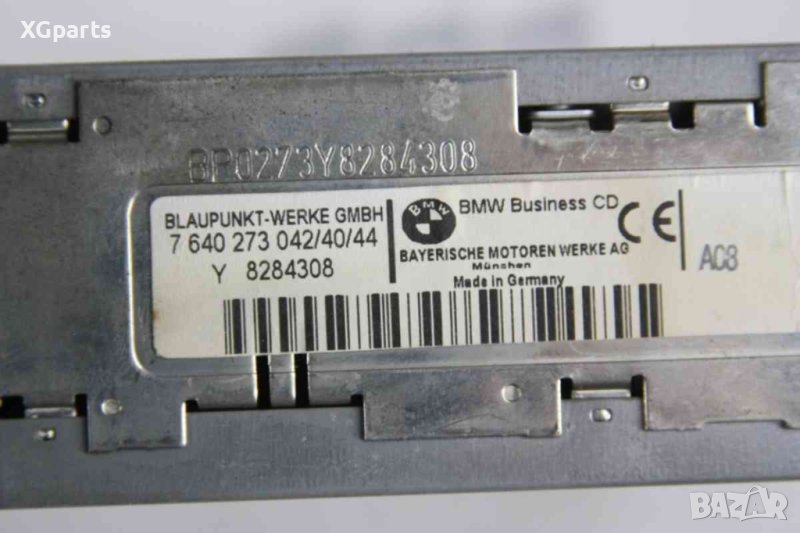 XGparts
BP0273Y8284308
BLAUPUNKT-WERKE GMBH
7 640 273 042/40/44
Y 8284308
BMW
BMW Business CD
CE
BAYERISCHE MOTOREN WERKE AG
München
Made in Germany
AC8
BAZAR